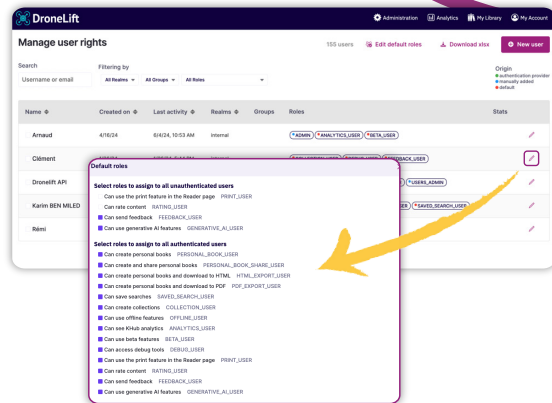 DroneLift
Administration Analytics My Library My Account
Manage user rights
155 users Edit default roles Download xlsx New user
Search Filtering by
Username or email All Realms All Groups All Roles
Origin
authentication provider
manually added
default
Name Created on Last activity Realms Groups Roles Stats
Arnaud 4/16/24 6/4/24, 10:53 AM Internal *ADMIN *ANALYTICS_USER *BETA_USER
Clément
Dronelift API *USERS_ADMIN
Karim BEN MILED *SAVED_SEARCH_USER
Rémi
Default roles
Select roles to assign to all unauthenticated users
Can use the print feature in the Reader page PRINT_USER
Can rate content RATING_USER
Can send feedback FEEDBACK_USER
Can use generative AI features GENERATIVE_AI_USER
Select roles to assign to all authenticated users
Can create personal books PERSONAL_BOOK_USER
Can create and share personal books PERSONAL_BOOK_SHARE_USER
Can create personal books and download to HTML HTML_EXPORT_USER
Can create personal books and download to PDF PDF_EXPORT_USER
Can save searches SAVED_SEARCH_USER
Can create collections COLLECTION_USER
Can use offline features OFFLINE_USER
Can see KHub analytics ANALYTICS_USER
Can use beta features BETA_USER
Can access debug tools DEBUG_USER
Can use the print feature in the Reader page PRINT_USER
Can rate content RATING_USER
Can send feedback FEEDBACK_USER
Can use generative AI features GENERATIVE_AI_USER